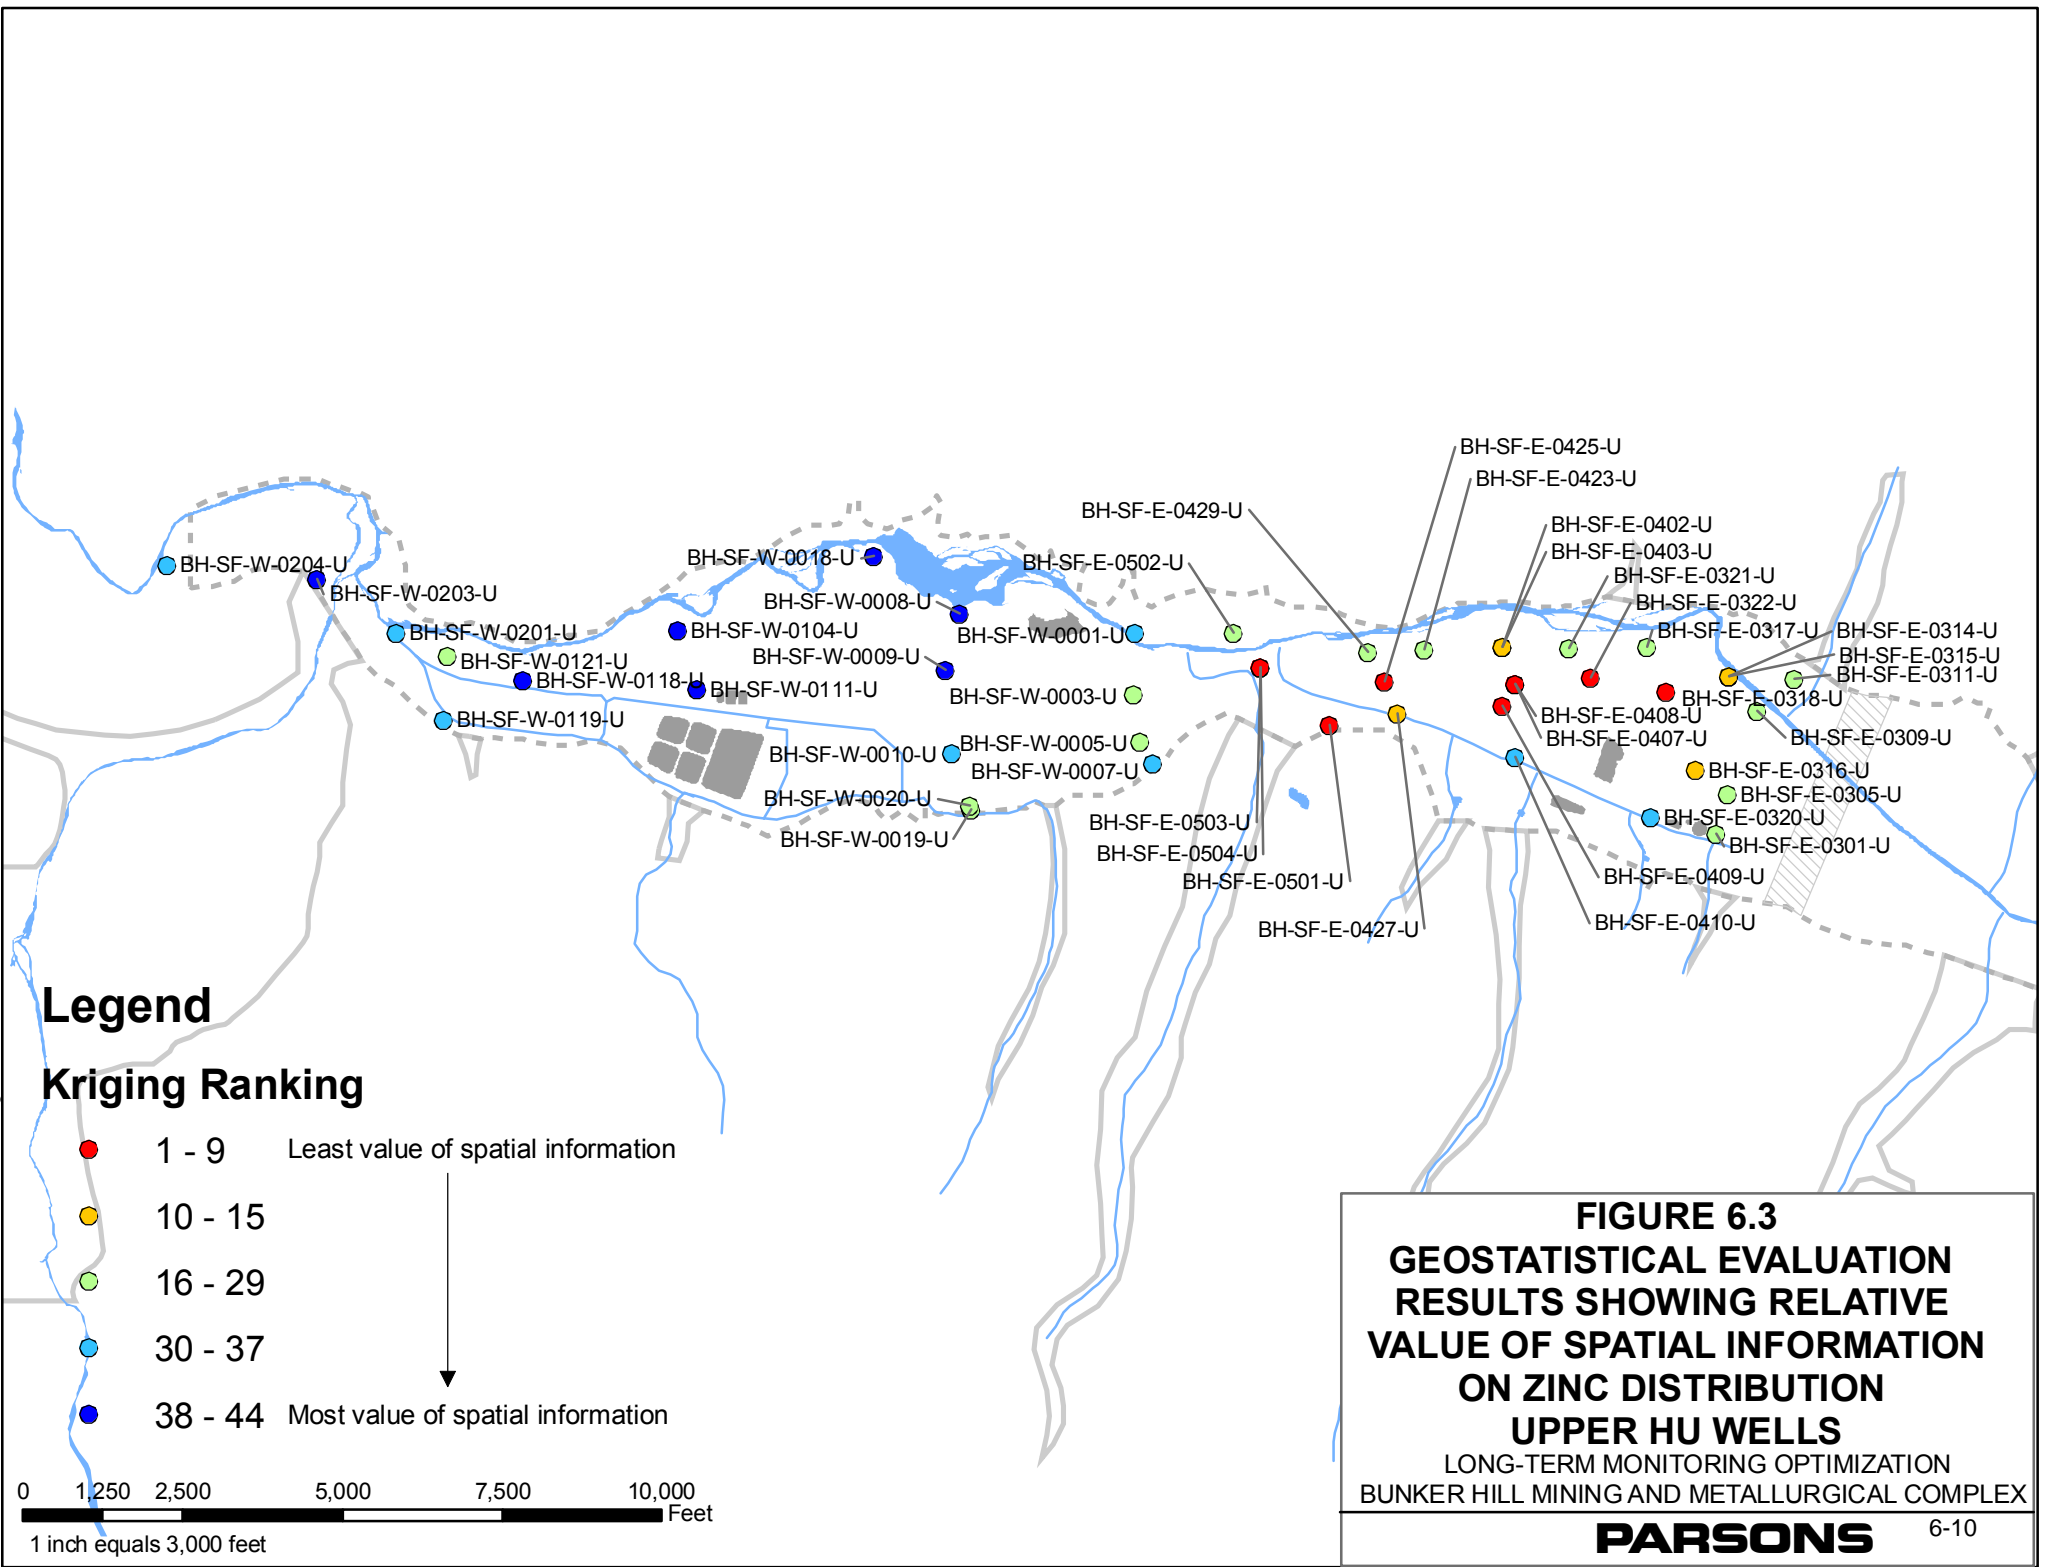 BH-SF-E-0425-U
BH-SF-E-0423-U
BH-SF-E-0429-U
BH-SF-E-0402-U
BH-SF-E-0403-U
BH-SF-W-0018-U
BH-SF-E-0502-U
BH-SF-W-0204-U
BH-SF-E-0321-U
BH-SF-W-0203-U
BH-SF-W-0008-U
BH-SF-E-0322-U
BH-SF-W-0201-U
BH-SF-W-0104-U
BH-SF-W-0001-U
BH-SF-E-0317-U
BH-SF-E-0314-U
BH-SF-W-0121-U
BH-SF-W-0009-U
BH-SF-E-0315-U
BH-SF-W-0118-U
BH-SF-W-0111-U
BH-SF-E-0311-U
BH-SF-W-0003-U
BH-SF-E-0318-U
BH-SF-W-0119-U
BH-SF-E-0408-U
BH-SF-E-0407-U
BH-SF-E-0309-U
BH-SF-W-0005-U
BH-SF-W-0010-U
BH-SF-W-0007-U
BH-SF-E-0316-U
BH-SF-W-0020-U
BH-SF-E-0305-U
BH-SF-E-0503-U
BH-SF-E-0320-U
BH-SF-W-0019-U
BH-SF-E-0504-U
BH-SF-E-0301-U
BH-SF-E-0501-U
BH-SF-E-0409-U
BH-SF-E-0427-U
BH-SF-E-0410-U
Legend
Kriging Ranking
1 - 9 Least value of spatial information
10 - 15
16 - 29
30 - 37
38 - 44 Most value of spatial information
0 1,250 2,500 5,000 7,500 10,000
Feet
1 inch equals 3,000 feet
FIGURE 6.3
GEOSTATISTICAL EVALUATION
RESULTS SHOWING RELATIVE
VALUE OF SPATIAL INFORMATION
ON ZINC DISTRIBUTION
UPPER HU WELLS
LONG-TERM MONITORING OPTIMIZATION
BUNKER HILL MINING AND METALLURGICAL COMPLEX
PARSONS 6-10